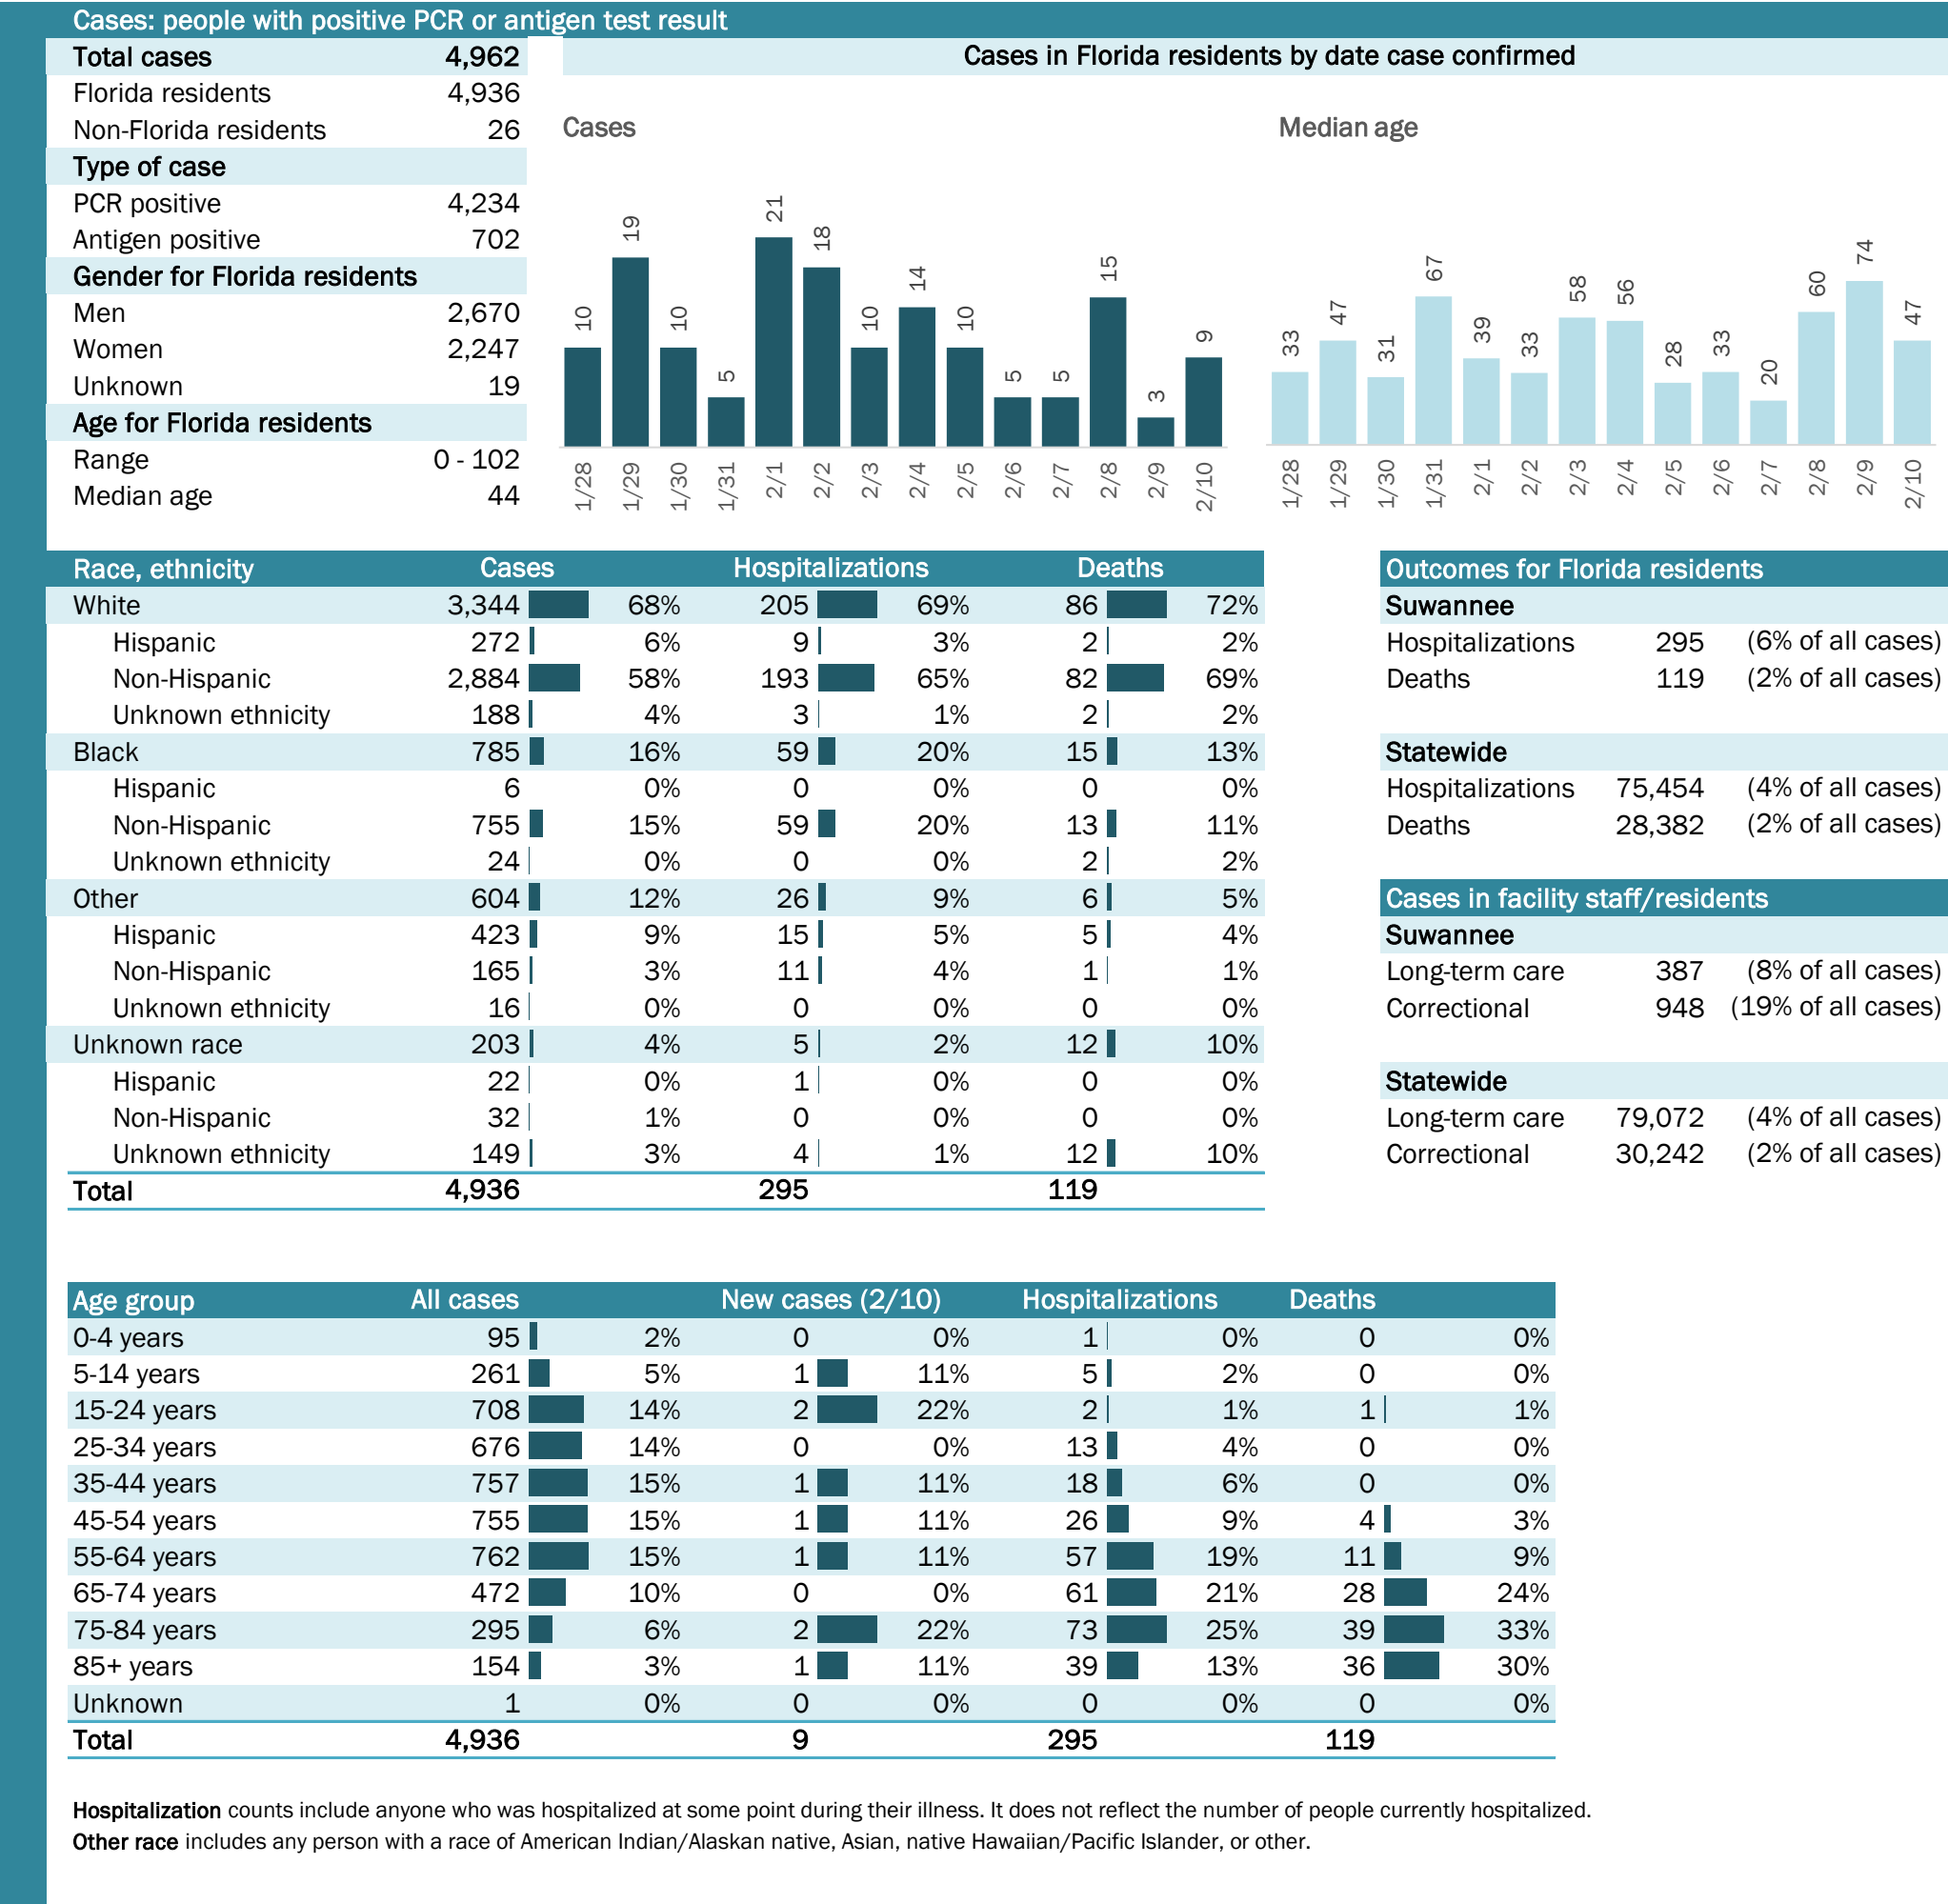 Cases: people with positive PCR or antigen test result
Total cases 4,962
Florida residents 4,936
Non-Florida residents 26
Type of case
PCR positive 4,234
Antigen positive 702
Gender for Florida residents
Men 2,670
Women 2,247
Unknown 19
Age for Florida residents
Range 0 - 102
Median age 44
Cases in Florida residents by date case confirmed
Cases
10 19 10 5 21 18 10 14 10 5 5 15 3 9
1/28 1/29 1/30 1/31 2/1 2/2 2/3 2/4 2/5 2/6 2/7 2/8 2/9 2/10
Median age
33 47 31 67 39 33 58 56 28 33 20 60 74 47
1/28 1/29 1/30 1/31 2/1 2/2 2/3 2/4 2/5 2/6 2/7 2/8 2/9 2/10
Race, ethnicity Cases Hospitalizations Deaths
White 3,344 68% 205 69% 86 72%
Hispanic 272 6% 9 3% 2 2%
Non-Hispanic 2,884 58% 193 65% 82 69%
Unknown ethnicity 188 4% 3 1% 2 2%
Black 785 16% 59 20% 15 13%
Hispanic 6 0% 0 0% 0 0%
Non-Hispanic 755 15% 59 20% 13 11%
Unknown ethnicity 24 0% 0 0% 2 2%
Other 604 12% 26 9% 6 5%
Hispanic 423 9% 15 5% 5 4%
Non-Hispanic 165 3% 11 4% 1 1%
Unknown ethnicity 16 0% 0 0% 0 0%
Unknown race 203 4% 5 2% 12 10%
Hispanic 22 0% 1 0% 0 0%
Non-Hispanic 32 1% 0 0% 0 0%
Unknown ethnicity 149 3% 4 1% 12 10%
Total 4,936 295 119
Outcomes for Florida residents
Suwannee
Hospitalizations 295 (6% of all cases)
Deaths 119 (2% of all cases)
Statewide
Hospitalizations 75,454 (4% of all cases)
Deaths 28,382 (2% of all cases)
Cases in facility staff/residents
Suwannee
Long-term care 387 (8% of all cases)
Correctional 948 (19% of all cases)
Statewide
Long-term care 79,072 (4% of all cases)
Correctional 30,242 (2% of all cases)
Age group All cases New cases (2/10) Hospitalizations Deaths
0-4 years 95 2% 0 0% 1 0% 0 0%
5-14 years 261 5% 1 11% 5 2% 0 0%
15-24 years 708 14% 2 22% 2 1% 1 1%
25-34 years 676 14% 0 0% 13 4% 0 0%
35-44 years 757 15% 1 11% 18 6% 0 0%
45-54 years 755 15% 1 11% 26 9% 4 3%
55-64 years 762 15% 1 11% 57 19% 11 9%
65-74 years 472 10% 0 0% 61 21% 28 24%
75-84 years 295 6% 2 22% 73 25% 39 33%
85+ years 154 3% 1 11% 39 13% 36 30%
Unknown 1 0% 0 0% 0 0% 0 0%
Total 4,936 9 295 119
Hospitalization counts include anyone who was hospitalized at some point during their illness. It does not reflect the number of people currently hospitalized.
Other race includes any person with a race of American Indian/Alaskan native, Asian, native Hawaiian/Pacific Islander, or other.